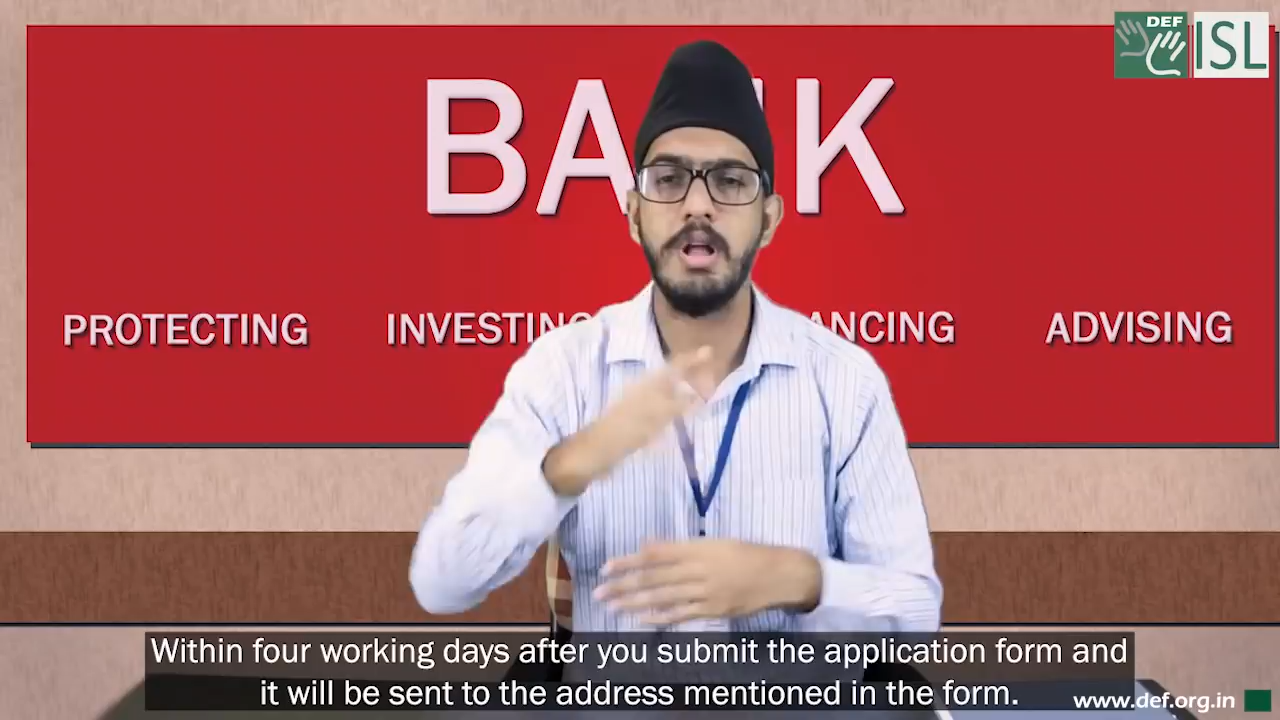 DEF
ISL
BA K
PROTECTING INVESTING ANCING ADVISING
Within four working days after you submit the application form and
it will be sent to the address mentioned in the form.
www.def.org.in